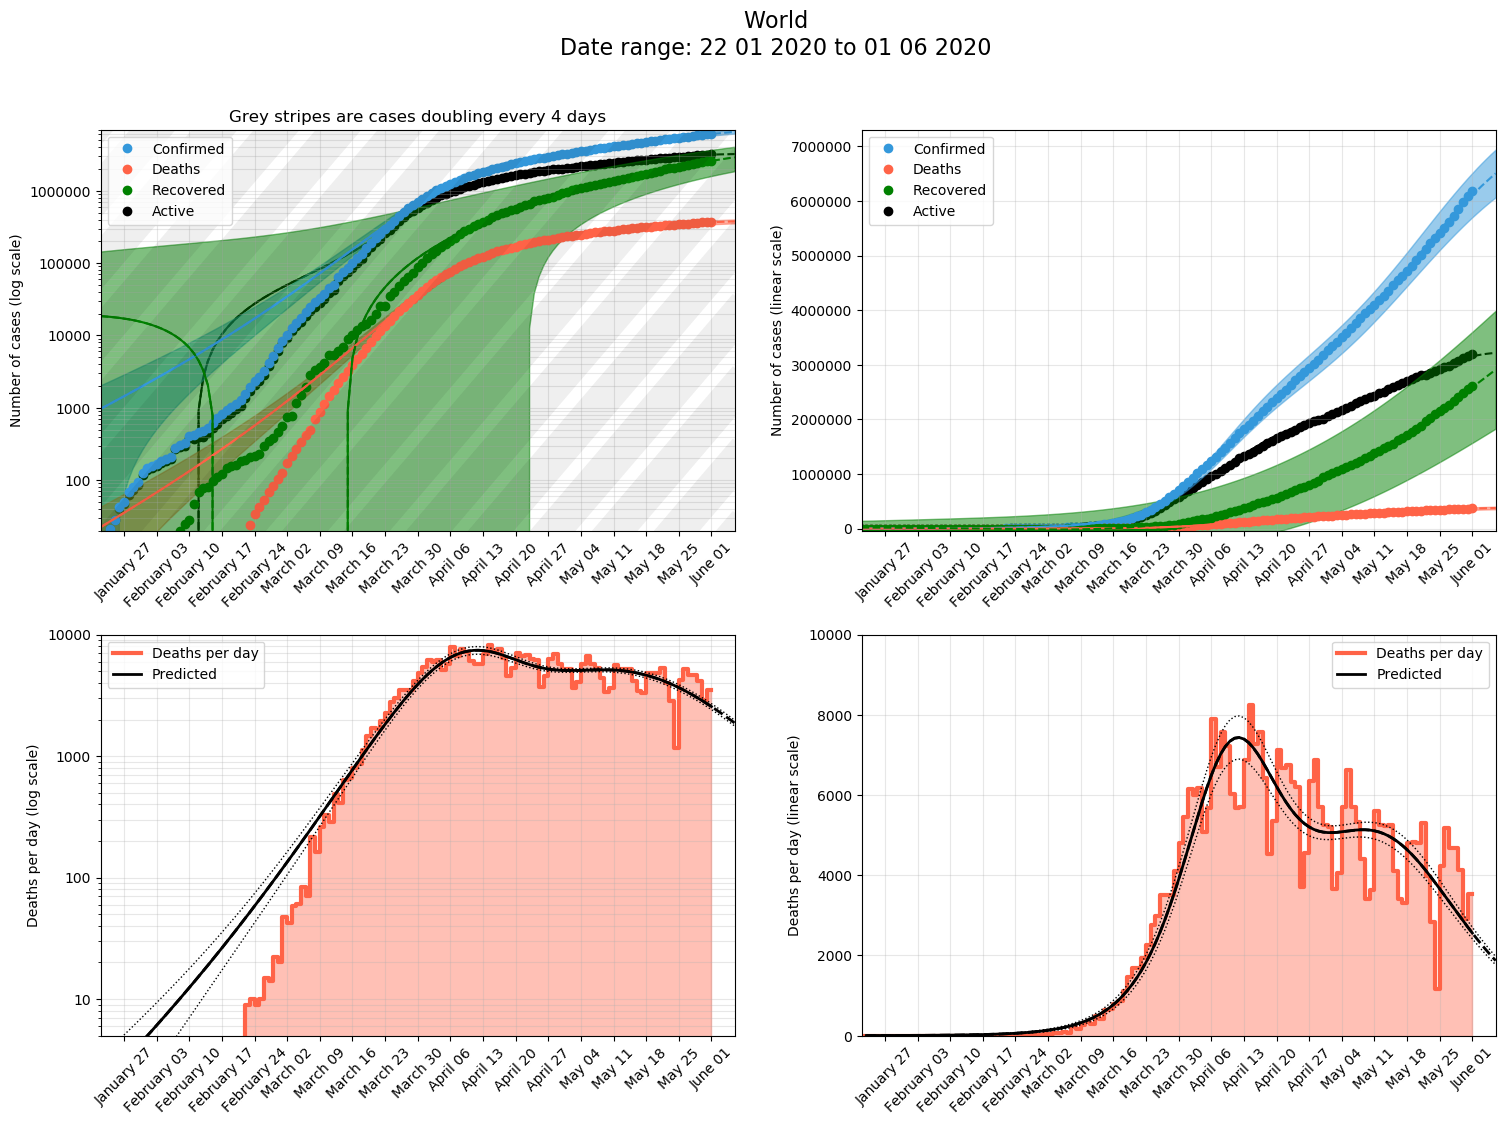 World
Date range: 22 01 2020 to 01 06 2020
Grey stripes are cases doubling every 4 days
Number of cases (log scale)
1000000
100000
10000
1000
100
Confirmed
Deaths
Recovered
Active
January 27
February 03
February 10
February 17
February 24
March 02
March 09
March 16
March 23
March 30
April 06
April 13
April 20
April 27
May 04
May 11
May 18
May 25
June 01
Number of cases (linear scale)
7000000
6000000
5000000
4000000
3000000
2000000
1000000
0
Confirmed
Deaths
Recovered
Active
January 27
February 03
February 10
February 17
February 24
March 02
March 09
March 16
March 23
March 30
April 06
April 13
April 20
April 27
May 04
May 11
May 18
May 25
June 01
Deaths per day (log scale)
10000
1000
100
10
Deaths per day
Predicted
January 27
February 03
February 10
February 17
February 24
March 02
March 09
March 16
March 23
March 30
April 06
April 13
April 20
April 27
May 04
May 11
May 18
May 25
June 01
Deaths per day (linear scale)
10000
8000
6000
4000
2000
0
Deaths per day
Predicted
January 27
February 03
February 10
February 17
February 24
March 02
March 09
March 16
March 23
March 30
April 06
April 13
April 20
April 27
May 04
May 11
May 18
May 25
June 01